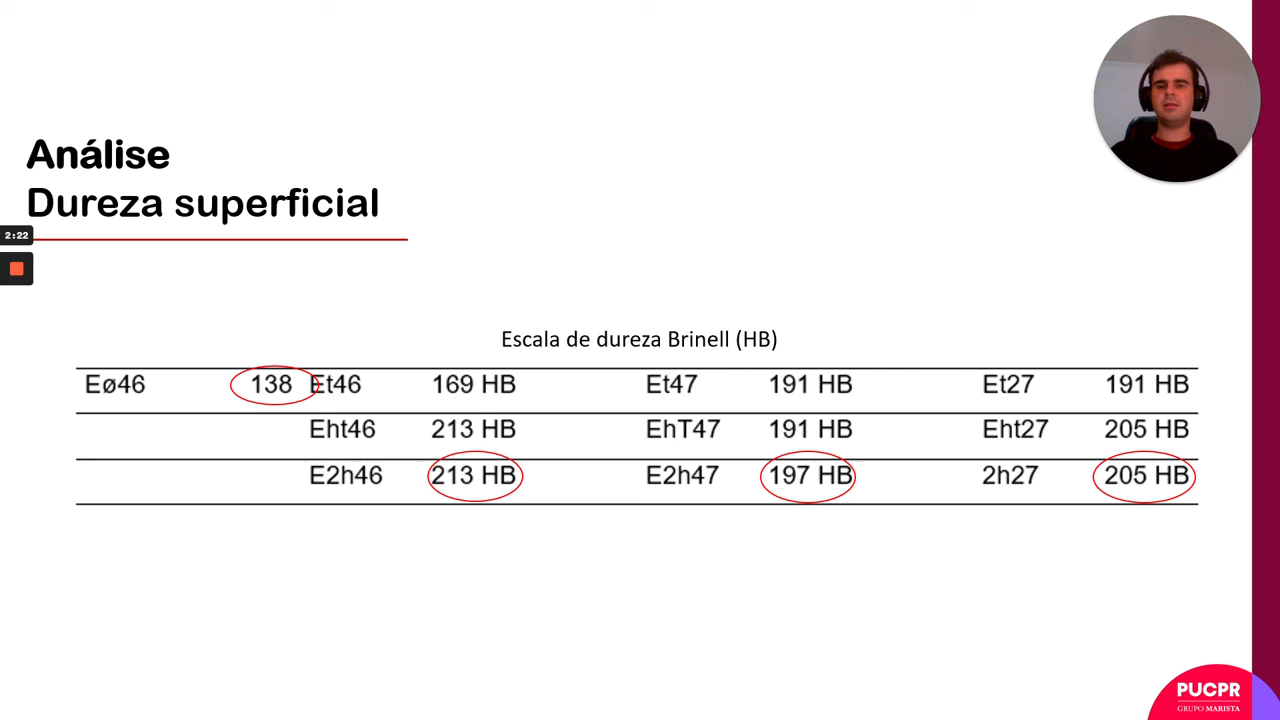 Análise
Dureza superficial
2:22
Escala de dureza Brinell (HB)
Eø46 138 Et46 169 HB Et47 191 HB Et27 191 HB
Eht46 213 HB EhT47 191 HB Eht27 205 HB
E2h46 213 HB E2h47 197 HB 2h27 205 HB
PUCPR
GRUPO MARISTA